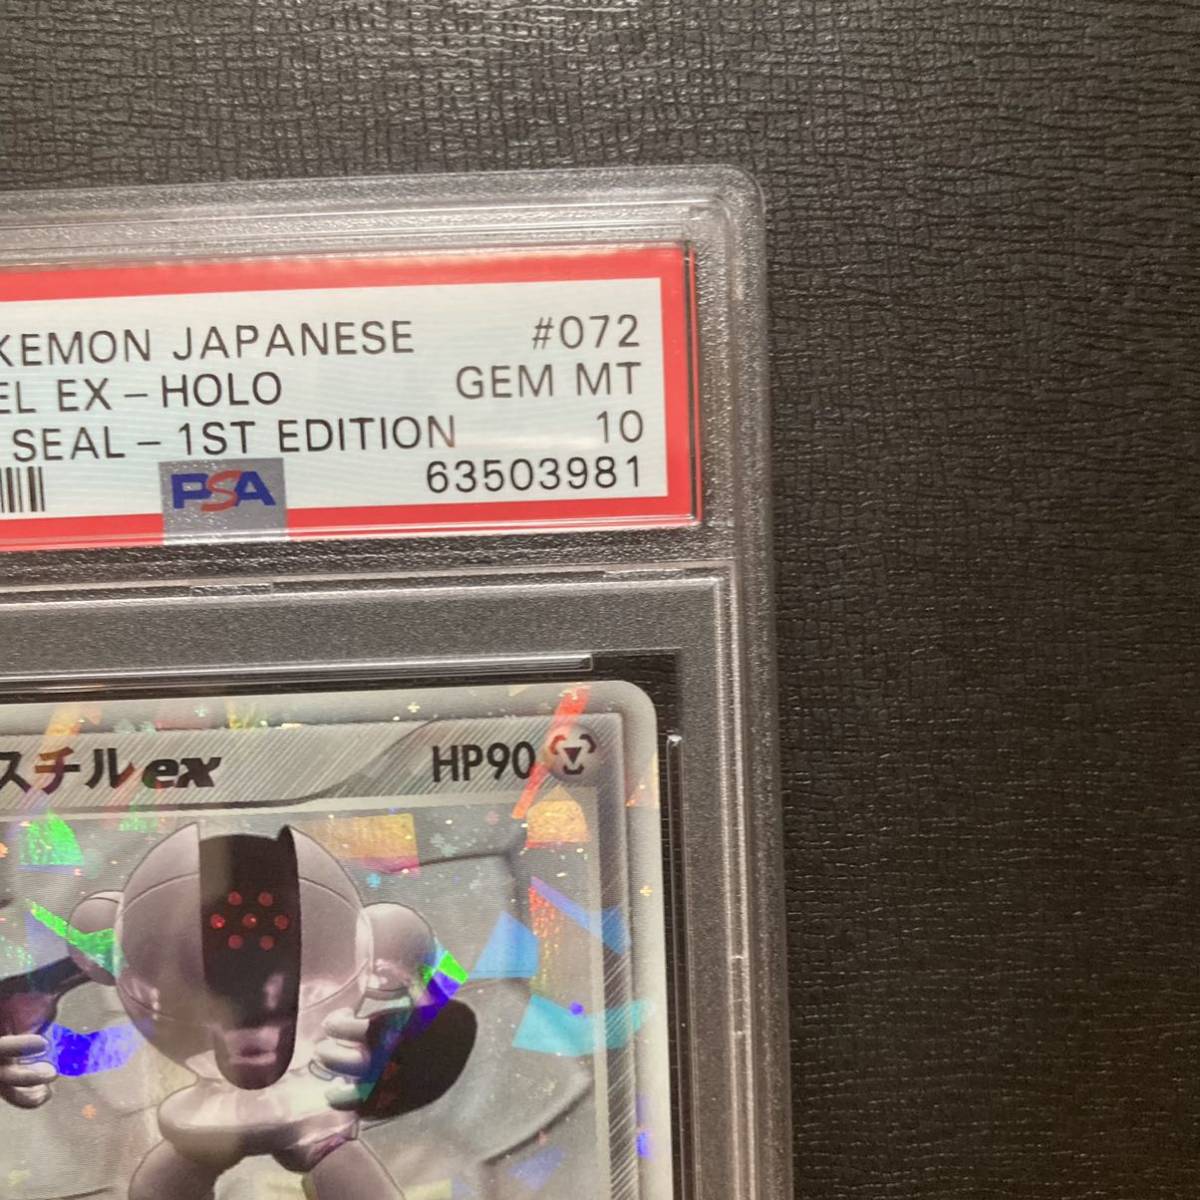 KEMON JAPANESE #072
EL EX-HOLO GEM MT
SEAL-1ST EDITION 10
PSA 63503981
スチルex HP90